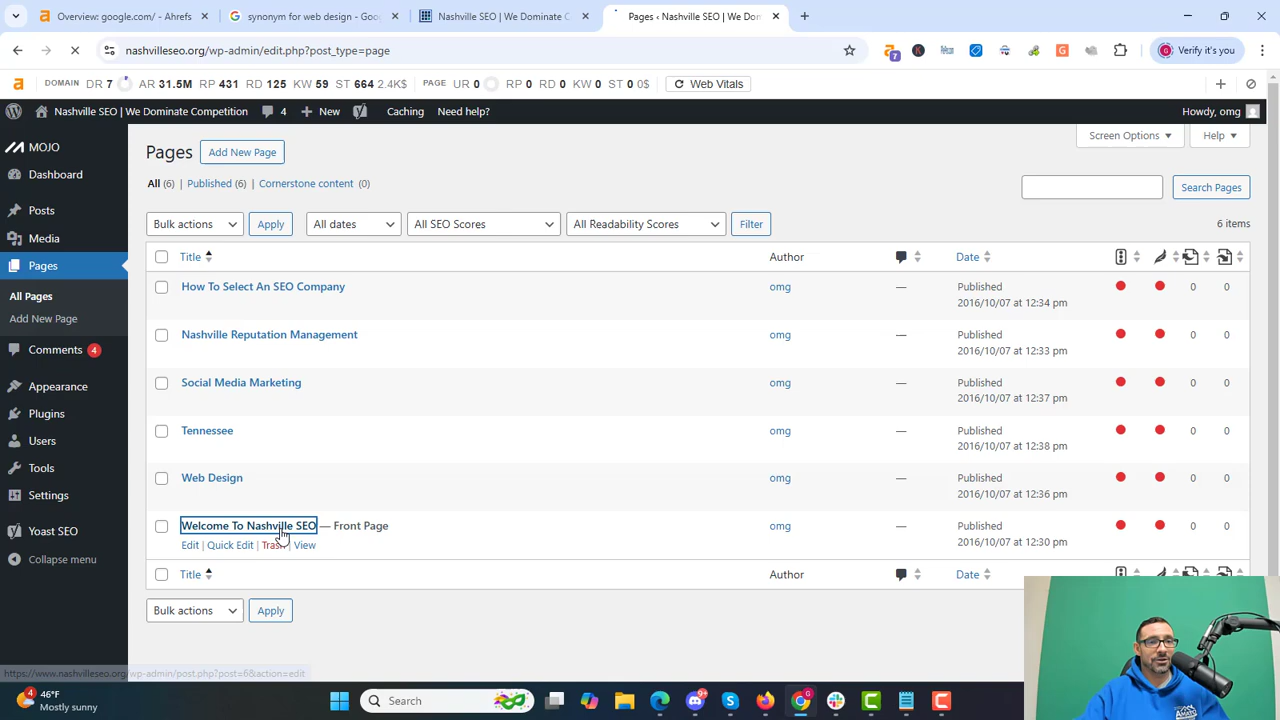 Overview: google.com/ - Ahrefs
synonym for web design - Goo
Nashville SEO | We Dominate C
Pages ‹ Nashville SEO | We Don
nashvilleseo.org/wp-admin/edit.php?post_type=page
7
Verify it's you
DOMAIN DR 7 AR 31.5M RP 431 RD 125 KW 59 ST 664 2.4K$ PAGE UR 0 RP 0 RD 0 KW 0 ST 0 0$ Web Vitals
Nashville SEO | We Dominate Competition 4 New Caching Need help? Howdy, omg
MOJO
Dashboard
Posts
Media
Pages
All Pages
Add New Page
Comments 4
Appearance
Plugins
Users
Tools
Settings
Yoast SEO
Collapse menu
Screen Options Help
Pages Add New Page
All (6) | Published (6) | Cornerstone content (0)
Search Pages
Bulk actions Apply All dates All SEO Scores All Readability Scores Filter 6 items
Title Author Date
How To Select An SEO Company omg — Published 0 0
2016/10/07 at 12:34 pm
Nashville Reputation Management omg — Published 0 0
2016/10/07 at 12:33 pm
Social Media Marketing omg — Published 0 0
2016/10/07 at 12:37 pm
Tennessee omg — Published 0 0
2016/10/07 at 12:38 pm
Web Design omg — Published 0 0
2016/10/07 at 12:36 pm
Welcome To Nashville SEO — Front Page omg — Published 0 0
Edit | Quick Edit | Trash | View 2016/10/07 at 12:30 pm
Title Author Date
Bulk actions Apply
https://www.nashvilleseo.org/wp-admin/post.php?post=6&action=edit
46°F
Mostly sunny
Search